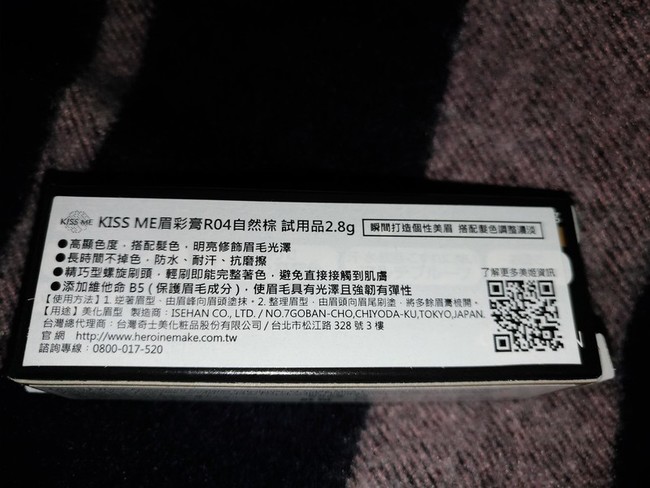 KISS ME KISS ME眉彩膏R04自然棕 試用品2.8g 瞬間打造個性美眉 搭配髮色調整濃淡
●高顯色度，搭配髮色，明亮修飾眉毛光澤
●長時間不掉色，防水、耐汗、抗磨擦
●精巧型螺旋刷頭，輕刷即能完整著色，避免直接接觸到肌膚
●添加維他命 B5 ( 保護眉毛成分 )，使眉毛具有光澤且強韌有彈性
了解更多美妝資訊
【使用方法】1. 逆著眉型，由眉峰向眉頭塗抹。2. 整理眉型，由眉頭向眉尾刷塗，將多餘眉膏梳開。
【用途】美化眉型 製造商：ISEHAN CO., LTD. / NO.7GOBAN-CHO,CHIYODA-KU,TOKYO,JAPAN.
台灣總代理商：台灣奇士美化粧品股份有限公司 / 台北市松江路 328 號 3 樓
官 網 http://www.heroinemake.com.tw
諮詢專線：0800-017-520